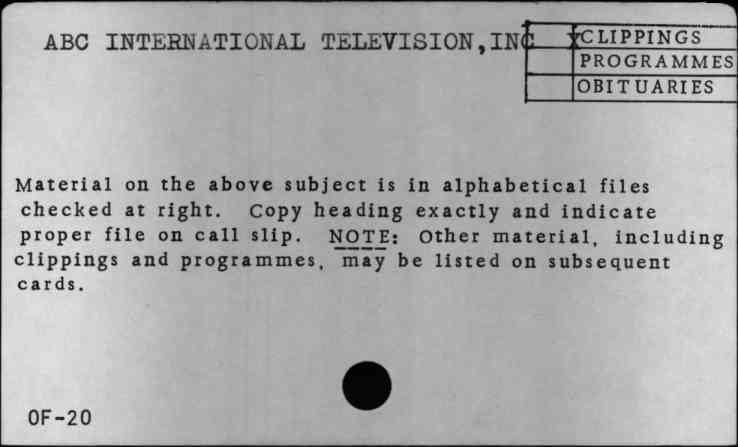 ABC INTERNATIONAL TELEVISION,INC X CLIPPINGS
PROGRAMMES
OBITUARIES
Material on the above subject is in alphabetical files
checked at right. Copy heading exactly and indicate
proper file on call slip. NOTE: Other material, including
clippings and programmes, may be listed on subsequent
cards.
OF-20